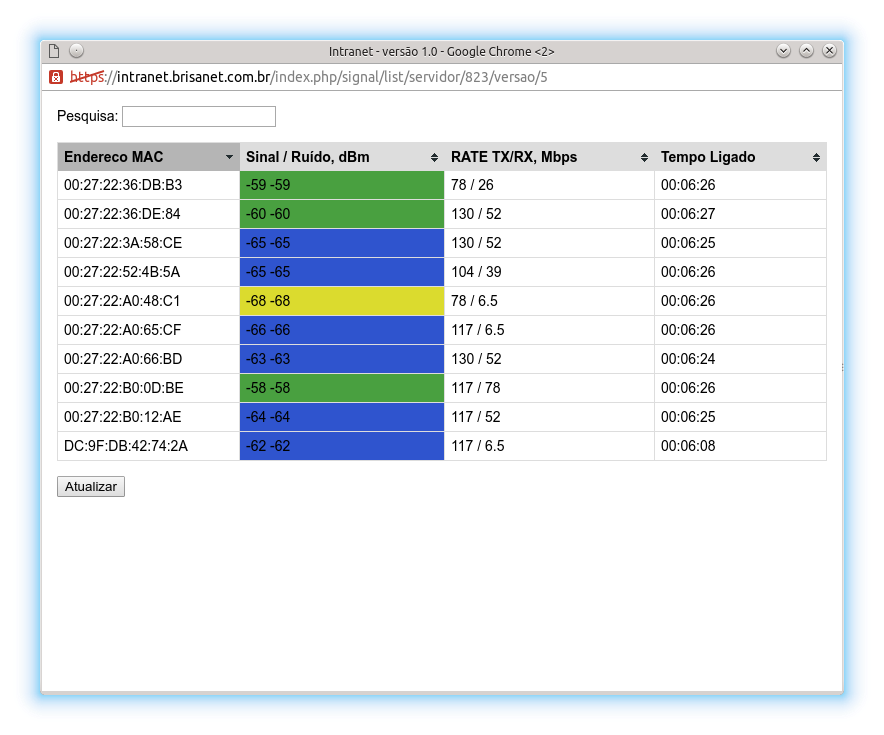 Intranet - versão 1.0 - Google Chrome <2>
https://intranet.brisanet.com.br/index.php/signal/list/servidor/823/versao/5
Pesquisa:
Endereco MAC Sinal / Ruído, dBm RATE TX/RX, Mbps Tempo Ligado
00:27:22:36:DB:B3 -59 -59 78 / 26 00:06:26
00:27:22:36:DE:84 -60 -60 130 / 52 00:06:27
00:27:22:3A:58:CE -65 -65 130 / 52 00:06:25
00:27:22:52:4B:5A -65 -65 104 / 39 00:06:26
00:27:22:A0:48:C1 -68 -68 78 / 6.5 00:06:26
00:27:22:A0:65:CF -66 -66 117 / 6.5 00:06:26
00:27:22:A0:66:BD -63 -63 130 / 52 00:06:24
00:27:22:B0:0D:BE -58 -58 117 / 78 00:06:26
00:27:22:B0:12:AE -64 -64 117 / 52 00:06:25
DC:9F:DB:42:74:2A -62 -62 117 / 6.5 00:06:08
Atualizar